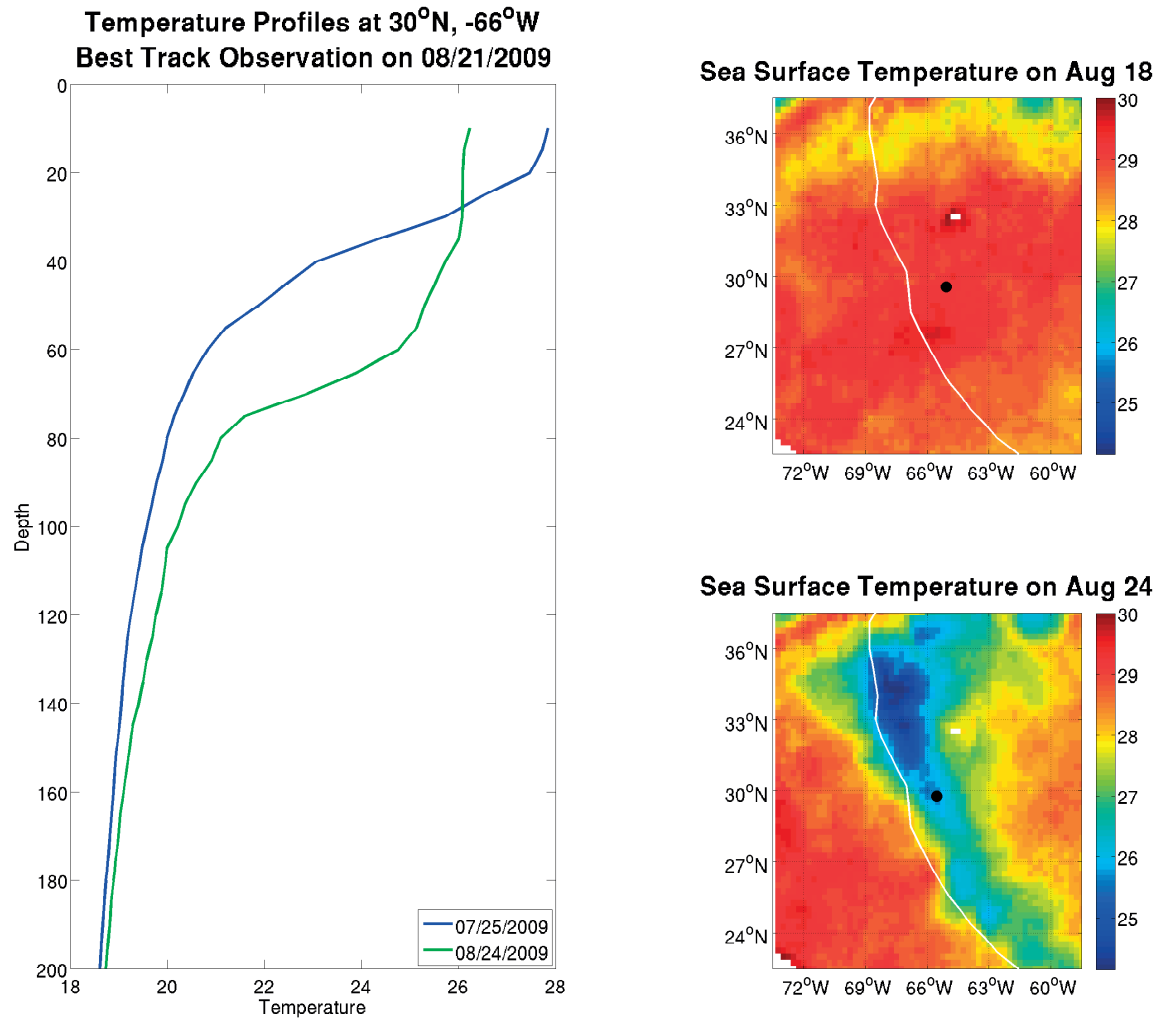 Temperature Profiles at 30°N, -66°W
Best Track Observation on 08/21/2009
0
20
40
60
80
100
120
140
160
180
200
Depth
18
20
22
24
26
28
Temperature
07/25/2009
08/24/2009
Sea Surface Temperature on Aug 18
36°N
33°N
30°N
27°N
24°N
72°W 69°W 66°W 63°W 60°W
30
29
28
27
26
25
Sea Surface Temperature on Aug 24
36°N
33°N
30°N
27°N
24°N
72°W 69°W 66°W 63°W 60°W
30
29
28
27
26
25